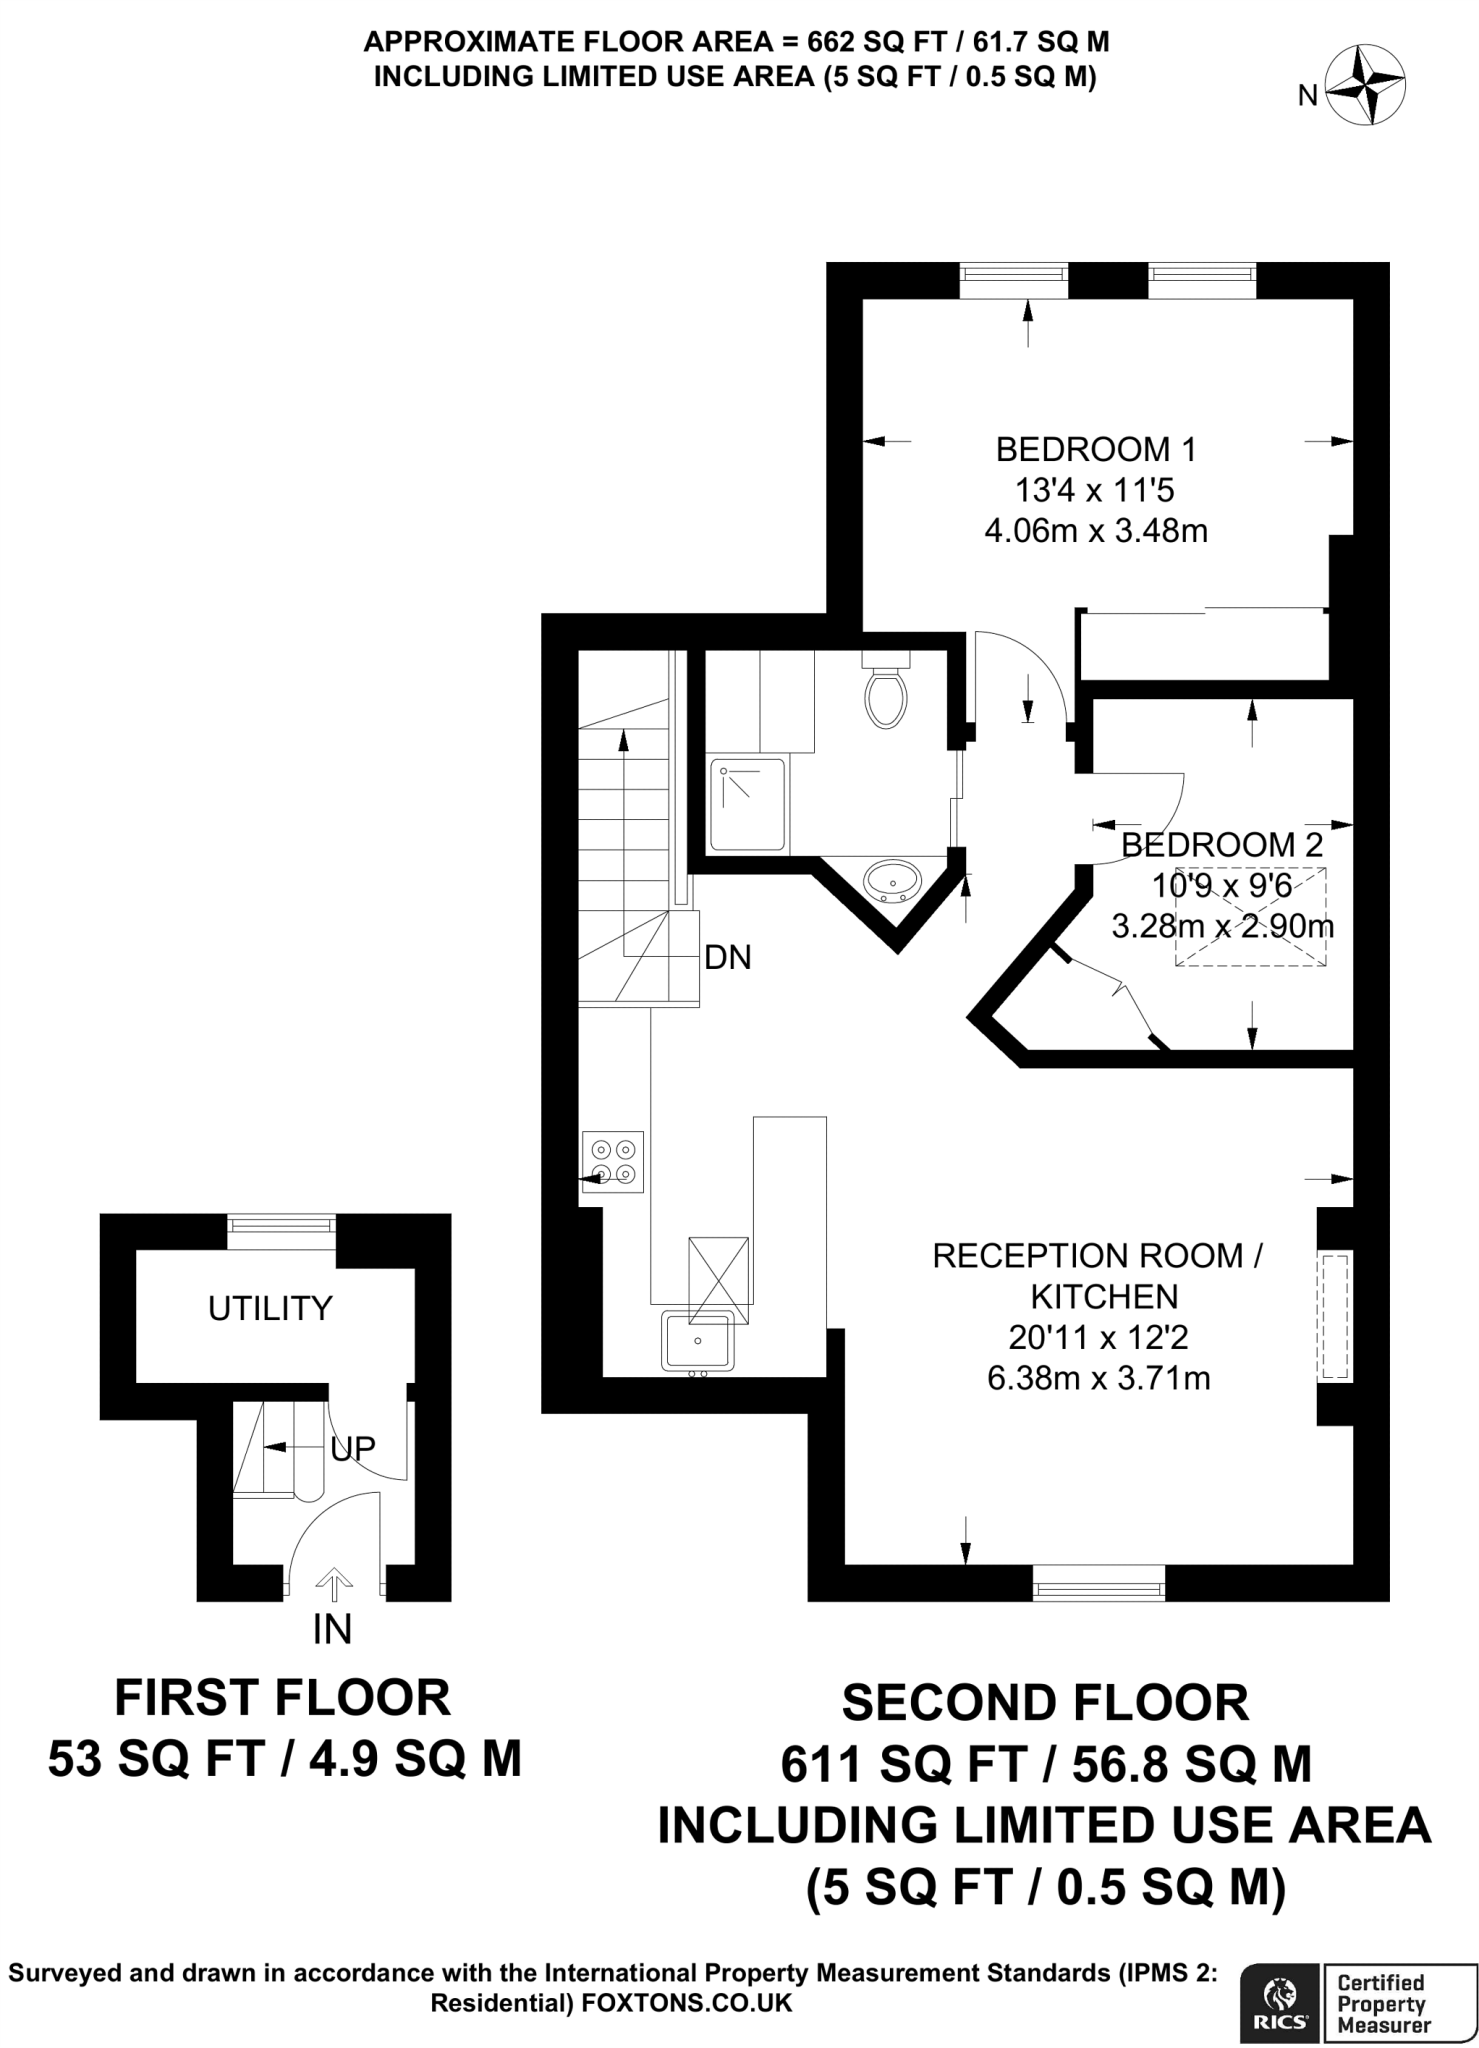 APPROXIMATE FLOOR AREA = 662 SQ FT / 61.7 SQ M
INCLUDING LIMITED USE AREA (5 SQ FT / 0.5 SQ M)
N
BEDROOM 1
13'4 x 11'5
4.06m x 3.48m
BEDROOM 2
10'9 x 9'6
3.28m x 2.90m
DN
RECEPTION ROOM /
KITCHEN
20'11 x 12'2
6.38m x 3.71m
UTILITY
UP
IN
FIRST FLOOR
53 SQ FT / 4.9 SQ M
SECOND FLOOR
611 SQ FT / 56.8 SQ M
INCLUDING LIMITED USE AREA
(5 SQ FT / 0.5 SQ M)
Surveyed and drawn in accordance with the International Property Measurement Standards (IPMS 2:
Residential) FOXTONS.CO.UK
RICS
Certified
Property
Measurer